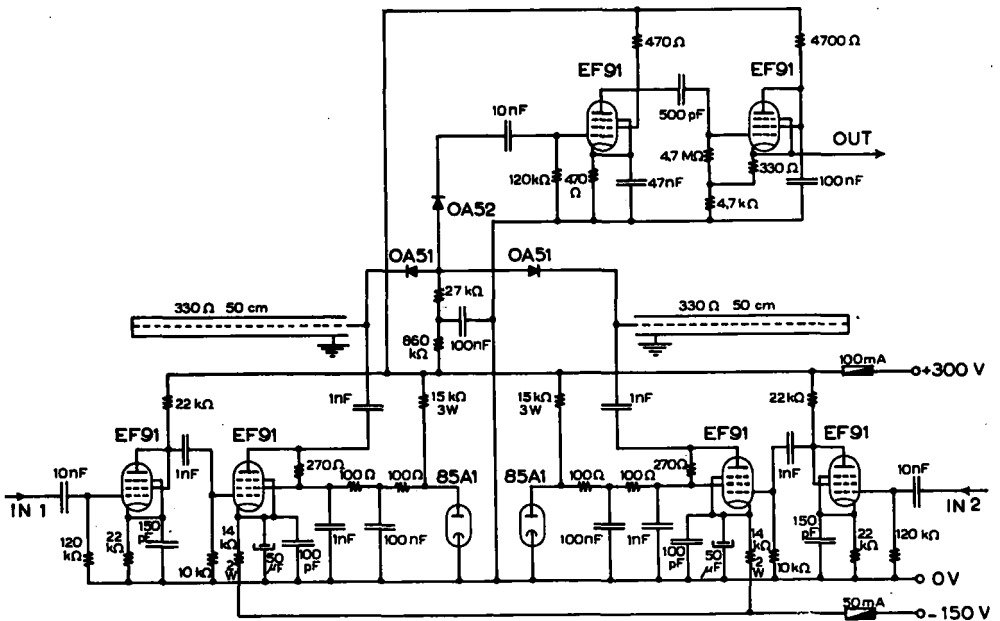 470Ω
4700Ω
EF91
EF91
10nF
500pF
OUT
120kΩ
470
Ω
47nF
4,7MΩ
330Ω
100nF
4,7kΩ
OA52
OA51
OA51
27kΩ
330Ω 50 cm
330Ω 50 cm
860
kΩ
100nF
100mA
+300 V
22kΩ
1nF
15kΩ
3W
15kΩ
3W
1nF
22kΩ
EF91
EF91
EF91
EF91
10nF
1nF
270Ω
100Ω
100Ω
85A1
85A1
100Ω
100Ω
270Ω
1nF
10nF
IN 1
IN 2
120
kΩ
22
kΩ
150
pF
10kΩ
14
kΩ
2W
50
µF
100
pF
1nF
100nF
100nF
1nF
100
pF
50
µF
14
kΩ
2W
10kΩ
150
pF
22
kΩ
120
kΩ
0V
50mA
-150 V